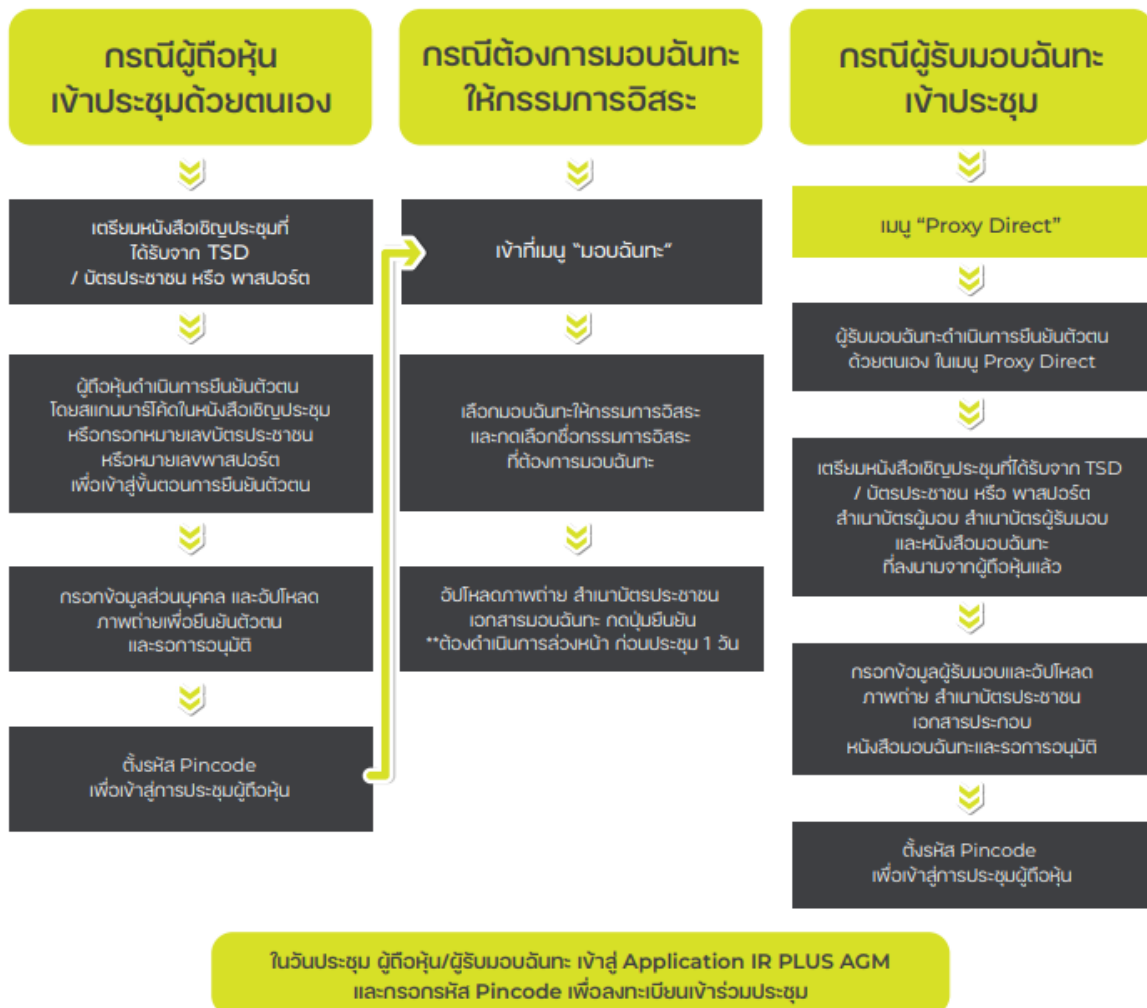 กรณีผู้ถือหุ้น
เข้าประชุมด้วยตนเอง
เตรียมหนังสือเชิญประชุมที่
ได้รับจาก TSD
/ บัตรประชาชน หรือ พาสปอร์ต
ผู้ถือหุ้นดำเนินการยืนยันตัวตน
โดยสแกนบาร์โค้ดในหนังสือเชิญประชุม
หรือกรอกหมายเลขบัตรประชาชน
หรือหมายเลขพาสปอร์ต
เพื่อเข้าสู่ขั้นตอนการยืนยันตัวตน
กรอกข้อมูลส่วนบุคคล และอัปโหลด
ภาพถ่ายเพื่อยืนยันตัวตน
และรอการอนุมัติ
ตั้งรหัส Pincode
เพื่อเข้าสู่การประชุมผู้ถือหุ้น
กรณีต้องการมอบฉันทะ
ให้กรรมการอิสระ
เข้าที่เมนู “มอบฉันทะ”
เลือกมอบฉันทะให้กรรมการอิสระ
และกดเลือกชื่อกรรมการอิสระ
ที่ต้องการมอบฉันทะ
อัปโหลดภาพถ่าย สำเนาบัตรประชาชน
เอกสารมอบฉันทะ กดปุ่มยืนยัน
**ต้องดำเนินการล่วงหน้า ก่อนประชุม 1 วัน
กรณีผู้รับมอบฉันทะ
เข้าประชุม
เมนู “Proxy Direct”
ผู้รับมอบฉันทะดำเนินการยืนยันตัวตน
ด้วยตนเอง ในเมนู Proxy Direct
เตรียมหนังสือเชิญประชุมที่ได้รับจาก TSD
/ บัตรประชาชน หรือ พาสปอร์ต
สำเนาบัตรผู้มอบ สำเนาบัตรผู้รับมอบ
และหนังสือมอบฉันทะ
ที่ลงนามจากผู้ถือหุ้นแล้ว
กรอกข้อมูลผู้รับมอบและอัปโหลด
ภาพถ่าย สำเนาบัตรประชาชน
เอกสารประกอบ
หนังสือมอบฉันทะและรอการอนุมัติ
ตั้งรหัส Pincode
เพื่อเข้าสู่การประชุมผู้ถือหุ้น
ในวันประชุม ผู้ถือหุ้น/ผู้รับมอบฉันทะ เข้าสู่ Application IR PLUS AGM
และกรอกรหัส Pincode เพื่อลงทะเบียนเข้าร่วมประชุม